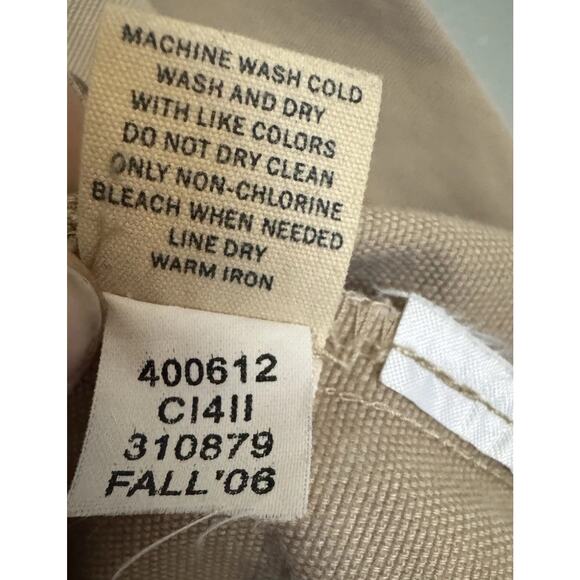 MACHINE WASH COLD
WASH AND DRY
WITH LIKE COLORS
DO NOT DRY CLEAN
ONLY NON-CHLORINE
BLEACH WHEN NEEDED
LINE DRY
WARM IRON
400612
CI4II
310879
FALL'06